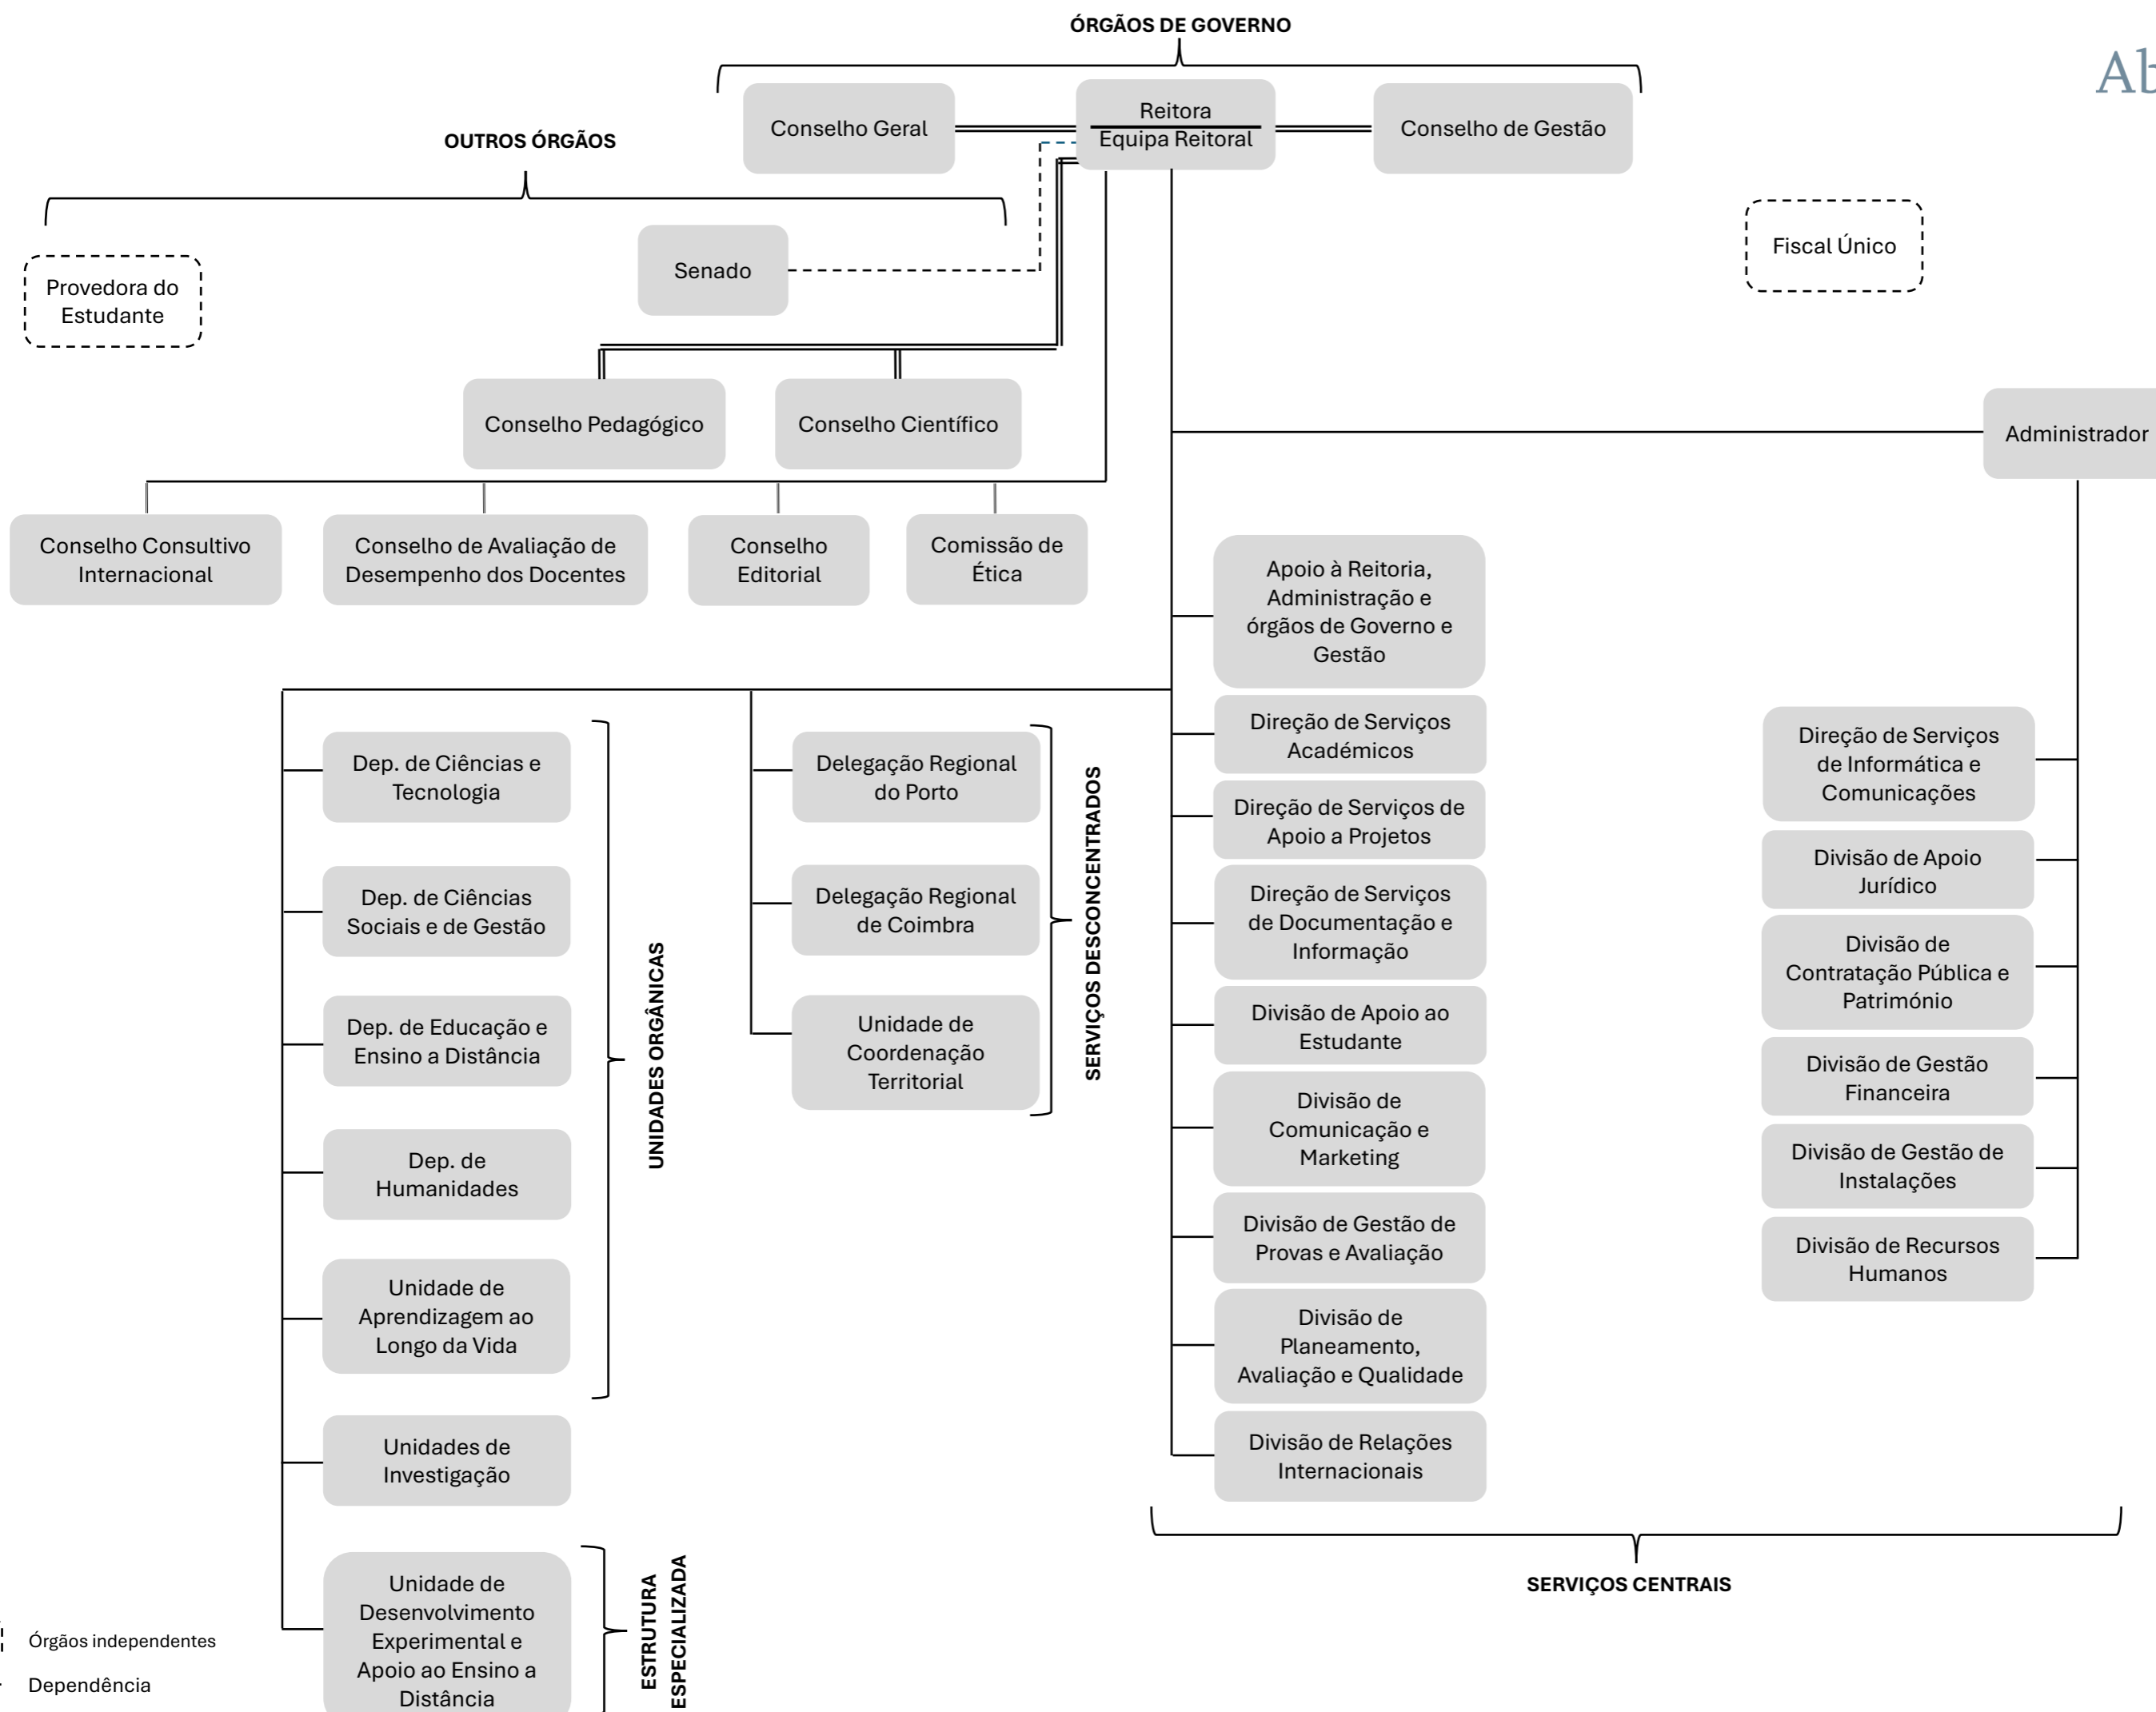 ÓRGÃOS DE GOVERNO
Conselho Geral
Reitora
Equipa Reitoral
Conselho de Gestão
OUTROS ÓRGÃOS
Senado
Fiscal Único
Provedora do
Estudante
Conselho Pedagógico
Conselho Científico
Administrador
Conselho Consultivo
Internacional
Conselho de Avaliação de
Desempenho dos Docentes
Conselho
Editorial
Comissão de
Ética
Dep. de Ciências e
Tecnologia
Dep. de Ciências
Sociais e de Gestão
Dep. de Educação e
Ensino a Distância
Dep. de
Humanidades
Unidade de
Aprendizagem ao
Longo da Vida
UNIDADES ORGÂNICAS
Unidades de
Investigação
Unidade de
Desenvolvimento
Experimental e
Apoio ao Ensino a
Distância
ESTRUTURA
ESPECIALIZADA
Delegação Regional
do Porto
Delegação Regional
de Coimbra
Unidade de
Coordenação
Territorial
SERVIÇOS DESCONCENTRADOS
Apoio à Reitoria,
Administração e
órgãos de Governo e
Gestão
Direção de Serviços
Académicos
Direção de Serviços de
Apoio a Projetos
Direção de Serviços
de Documentação e
Informação
Divisão de Apoio ao
Estudante
Divisão de
Comunicação e
Marketing
Divisão de Gestão de
Provas e Avaliação
Divisão de
Planeamento,
Avaliação e Qualidade
Divisão de Relações
Internacionais
Direção de Serviços
de Informática e
Comunicações
Divisão de Apoio
Jurídico
Divisão de
Contratação Pública e
Património
Divisão de Gestão
Financeira
Divisão de Gestão de
Instalações
Divisão de Recursos
Humanos
SERVIÇOS CENTRAIS
Órgãos independentes
Dependência